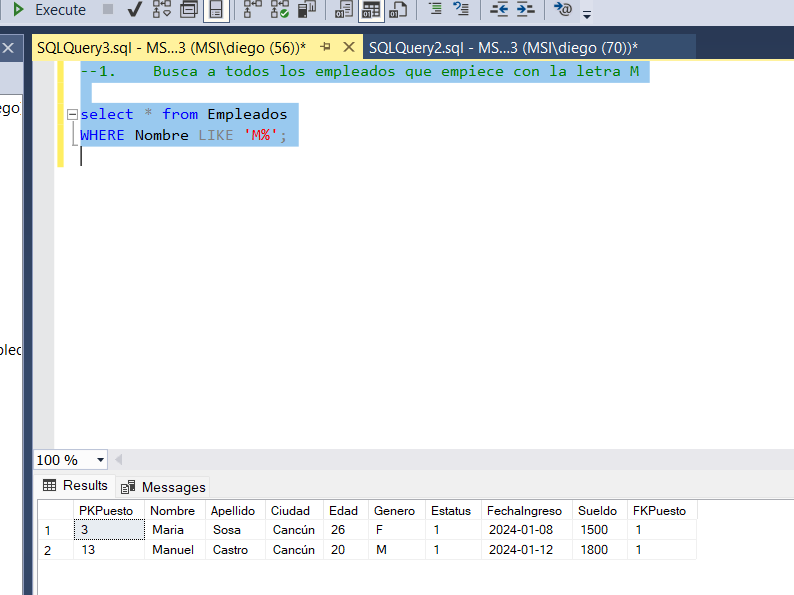 Execute
SQLQuery3.sql - MS...3 (MSI\diego (56))* SQLQuery2.sql - MS...3 (MSI\diego (70))*
--1. Busca a todos los empleados que empiece con la letra M
select * from Empleados
WHERE Nombre LIKE 'M%';
100 %
Results Messages
PKPuesto Nombre Apellido Ciudad Edad Genero Estatus FechaIngreso Sueldo FKPuesto
1 3 Maria Sosa Cancún 26 F 1 2024-01-08 1500 1
2 13 Manuel Castro Cancún 20 M 1 2024-01-12 1800 1